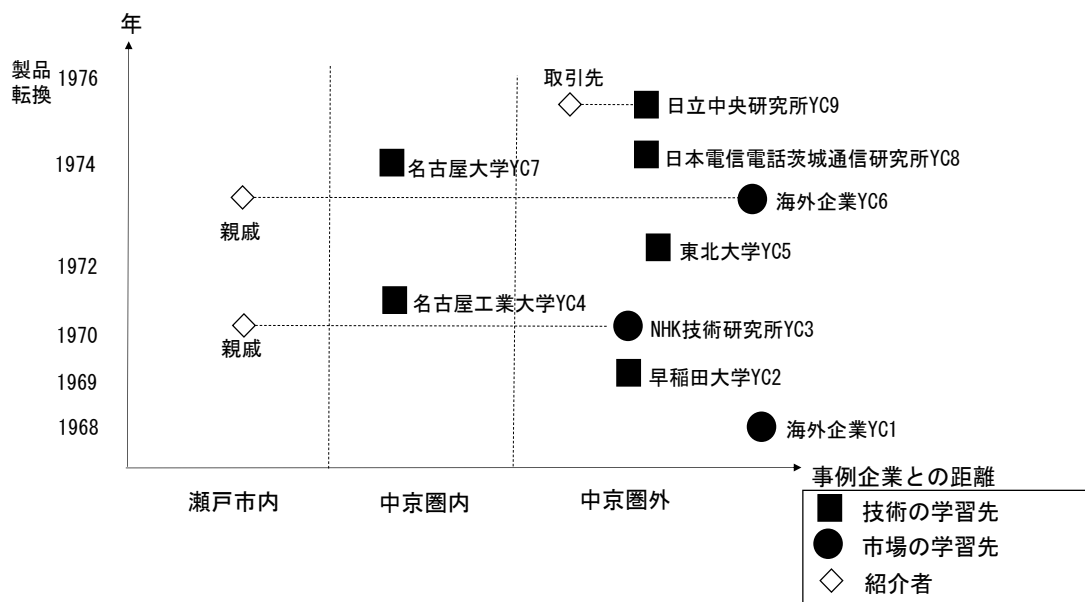 年
製品
転換
1976
取引先
日立中央研究所YC9
1974
名古屋大学YC7
日本電信電話茨城通信研究所YC8
海外企業YC6
親戚
東北大学YC5
1972
名古屋工業大学YC4
1970
親戚
NHK技術研究所YC3
1969
早稲田大学YC2
1968
海外企業YC1
瀬戸市内
中京圏内
中京圏外
事例企業との距離
技術の学習先
市場の学習先
紹介者